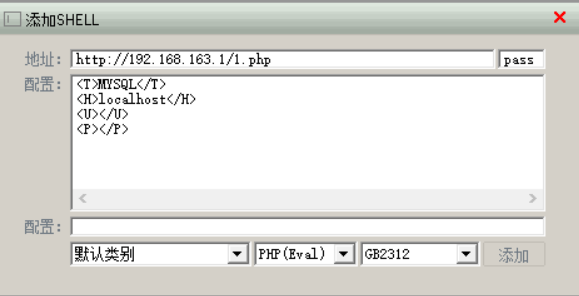 添加SHELL
地址: http://192.168.163.1/1.php pass
配置: <T>MYSQL</T>
<H>localhost</H>
<U></U>
<P></P>
配置:
默认类别 PHP(Eval) GB2312 添加